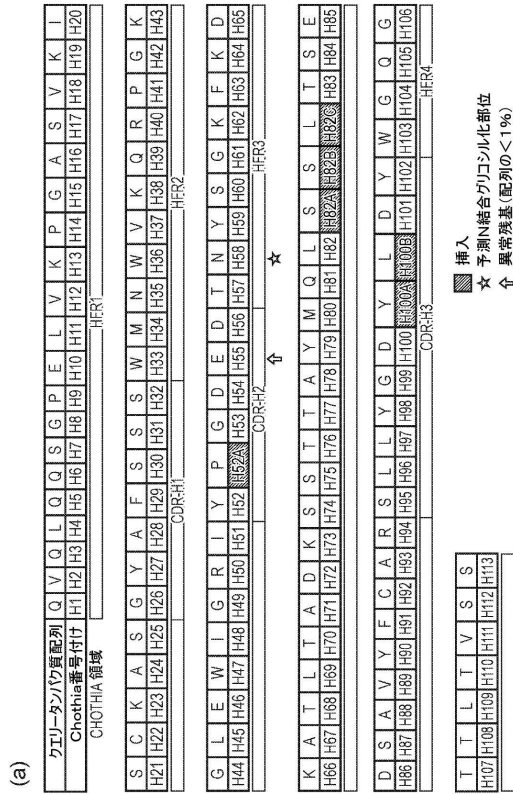 (a)
クエリータンパク質配列 Q V Q L Q Q S G P E L V K P G A S V K I
Chothia番号付け H1 H2 H3 H4 H5 H6 H7 H8 H9 H10 H11 H12 H13 H14 H15 H16 H17 H18 H19 H20
CHOTHIA 領域 HFR1
S C K A S G Y A F S S S W M N W V K Q R P G K
H21 H22 H23 H24 H25 H26 H27 H28 H29 H30 H31 H32 H33 H34 H35 H36 H37 H38 H39 H40 H41 H42 H43
CDR-H1 HFR2
G L E W I G R I Y P G D E D T N Y S G K F K D
H44 H45 H46 H47 H48 H49 H50 H51 H52 H52A H53 H54 H55 H56 H57 H58 H59 H60 H61 H62 H63 H64 H65
CDR-H2 HFR3
⇧ ☆
K A T L T A D K S S T T A Y M Q L S S L T S E
H66 H67 H68 H69 H70 H71 H72 H73 H74 H75 H76 H77 H78 H79 H80 H81 H82 H82A H82B H82C H83 H84 H85
D S A V Y F C A R S L L Y G D Y L D Y W G Q G
H86 H87 H88 H89 H90 H91 H92 H93 H94 H95 H96 H97 H98 H99 H100 H100A H100B H101 H102 H103 H104 H105 H106
CDR-H3 HFR4
T T L T V S S
H107 H108 H109 H110 H111 H112 H113
挿入
☆ 予測N結合グリコシル化部位
⇧ 異常残基(配列の<1%)